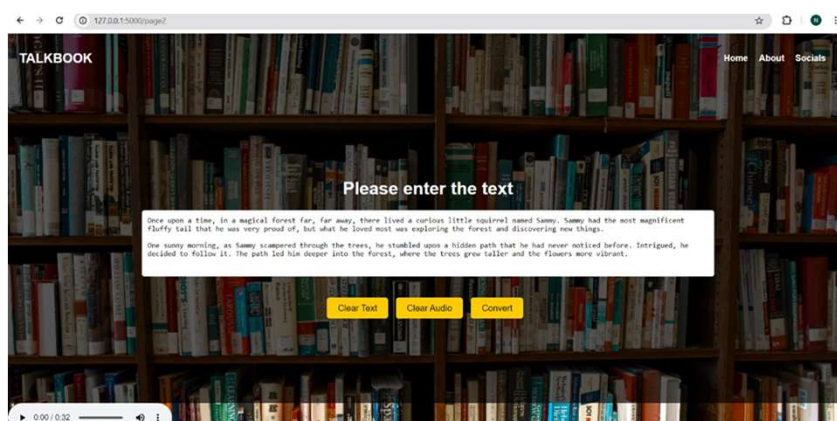 127.0.0.1:5000/page2
N
TALKBOOK
Home About Socials
Please enter the text
Once upon a time, in a magical forest far, far away, there lived a curious little squirrel named Sammy. Sammy had the most magnificent
fluffy tail that he was very proud of, but what he loved most was exploring the forest and discovering new things.
One sunny morning, as Sammy scampered through the trees, he stumbled upon a hidden path that he had never noticed before. Intrigued, he
decided to follow it. The path led him deeper into the forest, where the trees grew taller and the flowers more vibrant.
Clear Text Clear Audio Convert
0:00 / 0:32